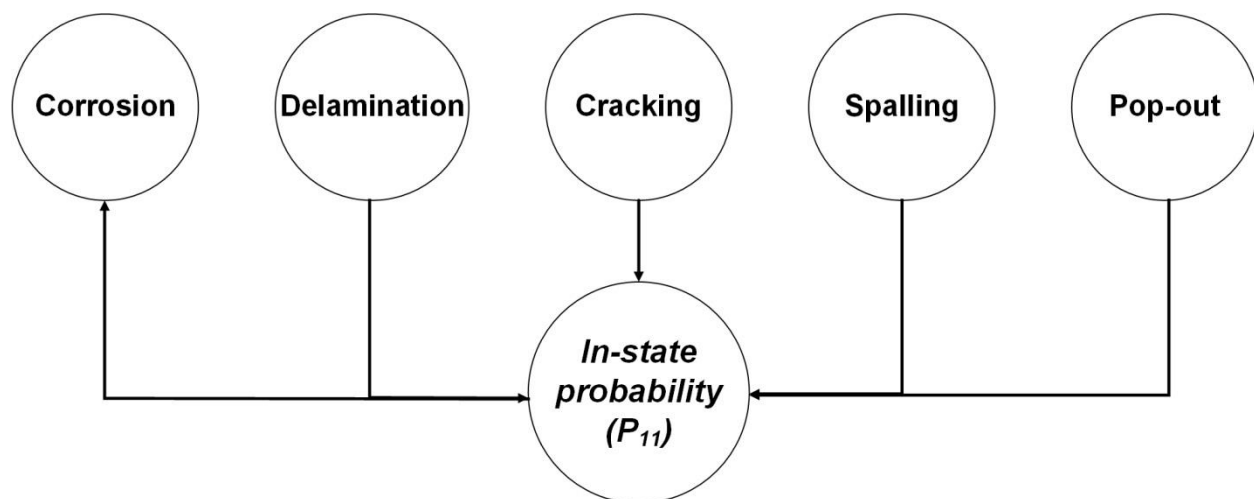 Corrosion
Delamination
Cracking
Spalling
Pop-out
In-state
probability
(P₁₁)